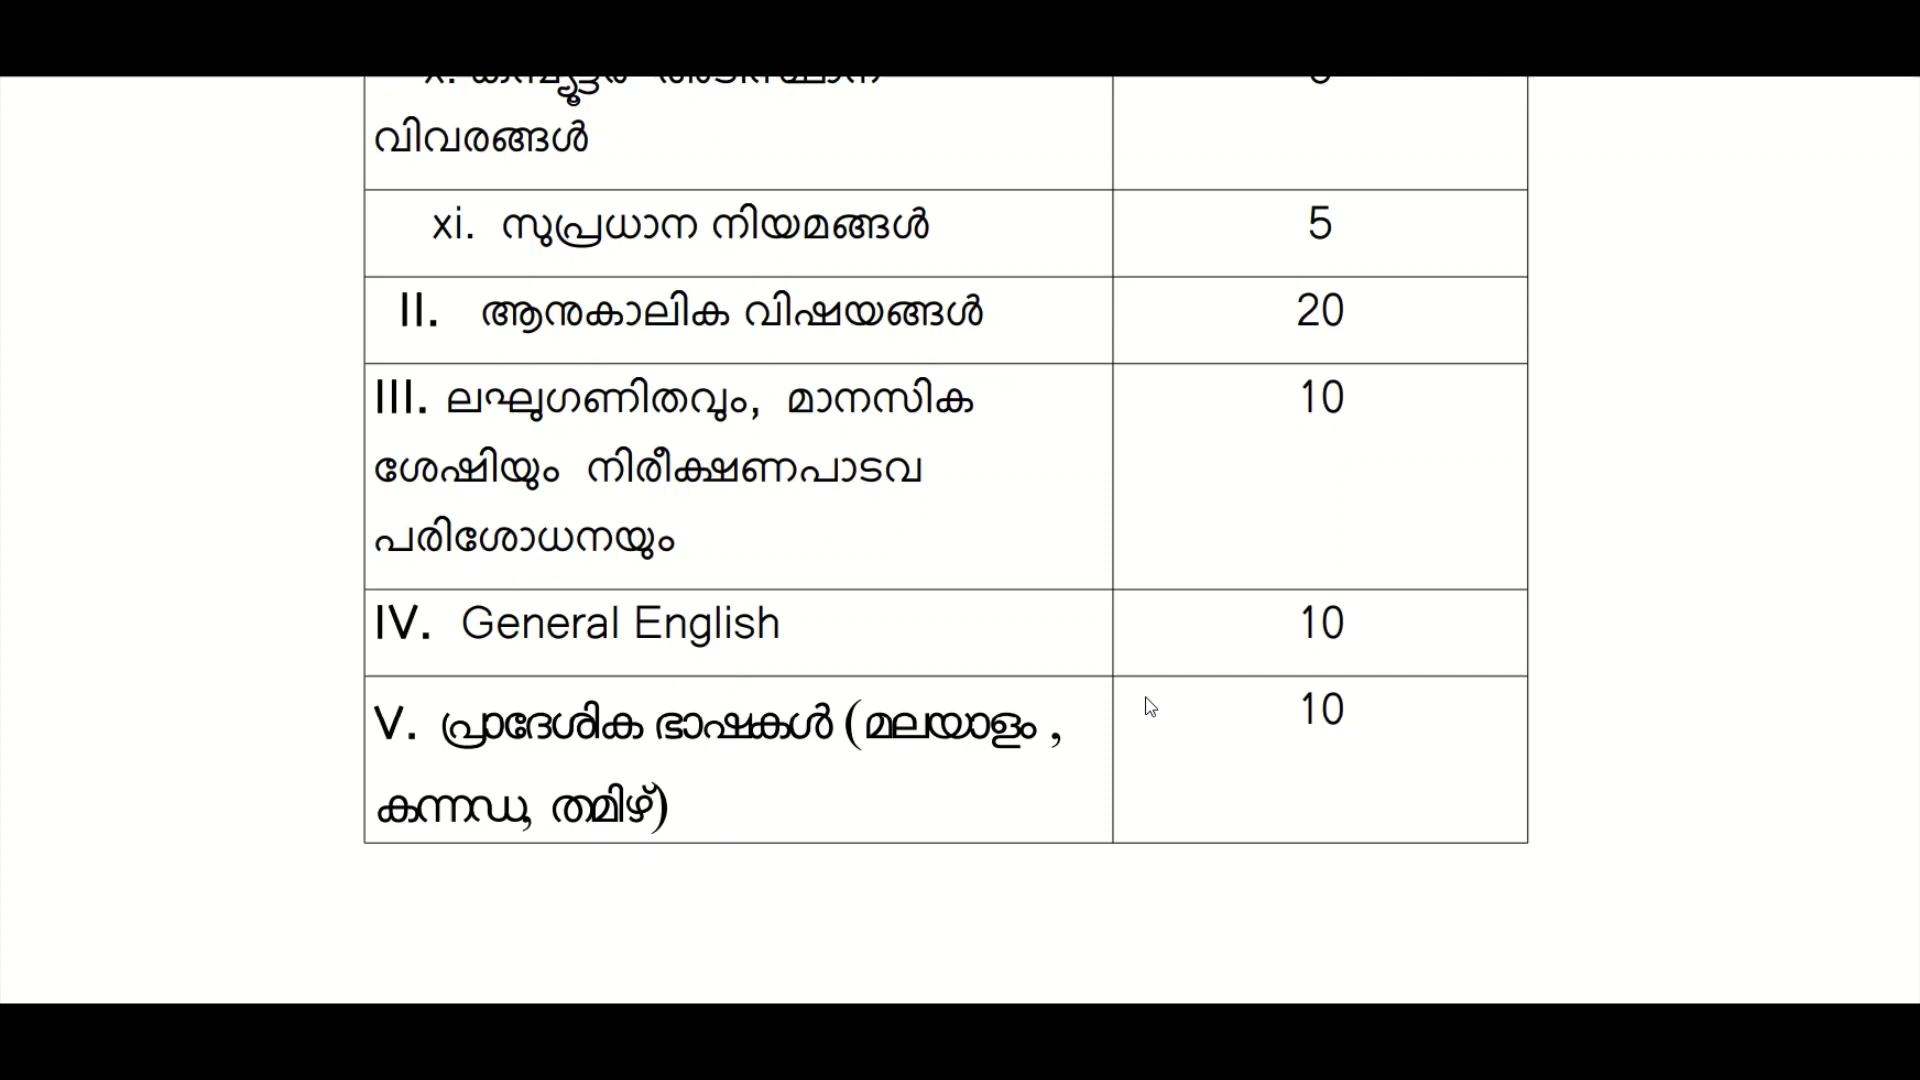 വിവരങ്ങൾ
xi. സുപ്രധാന നിയമങ്ങൾ 5
II. ആനുകാലിക വിഷയങ്ങൾ 20
III. ലഘുഗണിതവും, മാനസിക 10
ശേഷിയും നിരീക്ഷണപാടവ
പരിശോധനയും
IV. General English 10
V. പ്രാദേശിക ഭാഷകൾ (മലയാളം , 10
കന്നഡ, തമിഴ്)